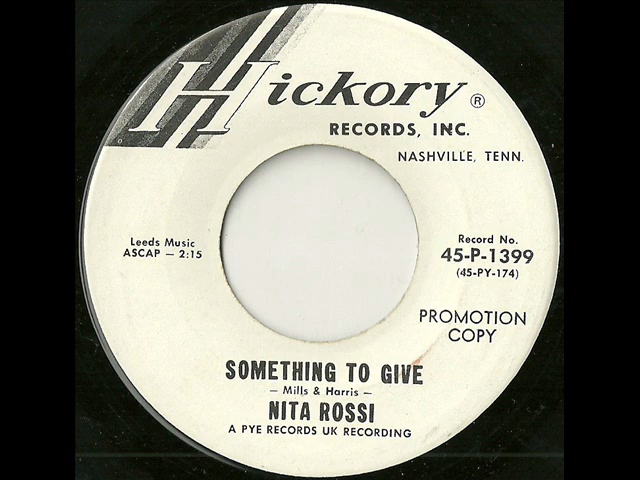 Hickory ®
RECORDS, INC.
NASHVILLE, TENN.
Leeds Music
ASCAP – 2:15
Record No.
45-P-1399
(45-PY-174)
PROMOTION
COPY
SOMETHING TO GIVE
– Mills & Harris –
NITA ROSSI
A PYE RECORDS UK RECORDING